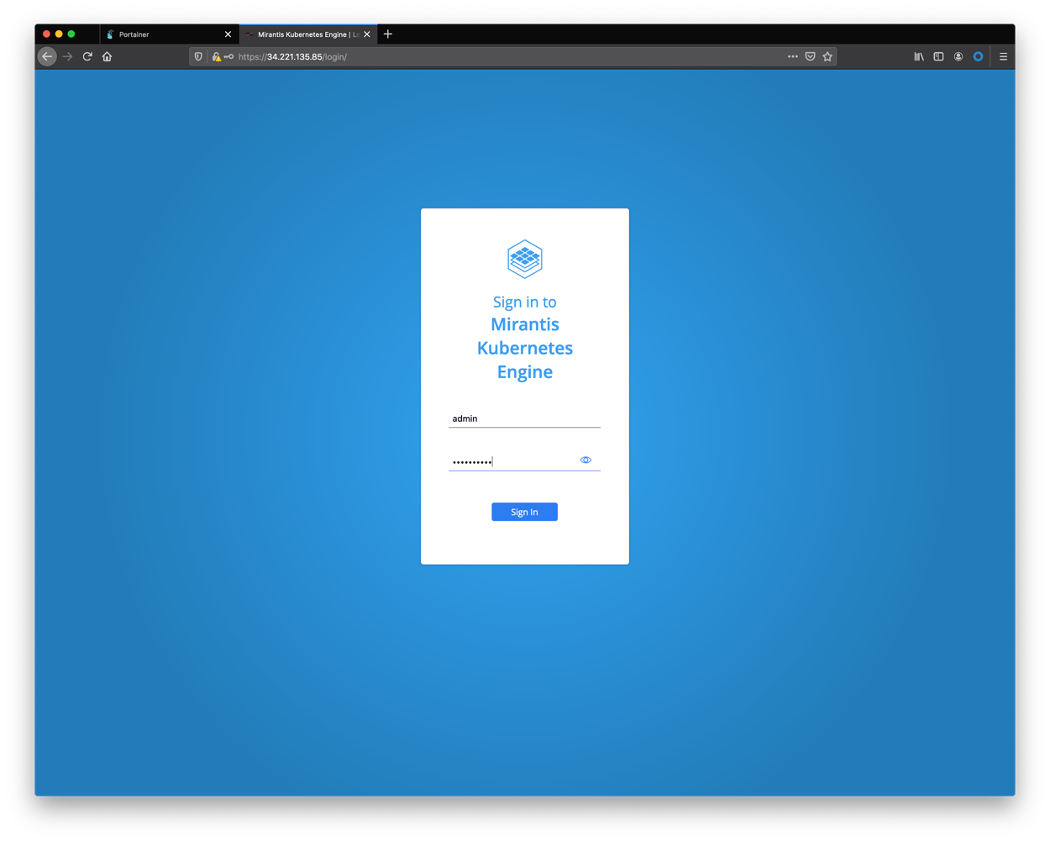 Portainer
Mirantis Kubernetes Engine | Lo
https://34.221.135.85/login/
Sign in to
Mirantis
Kubernetes
Engine
admin
••••••••••
Sign In